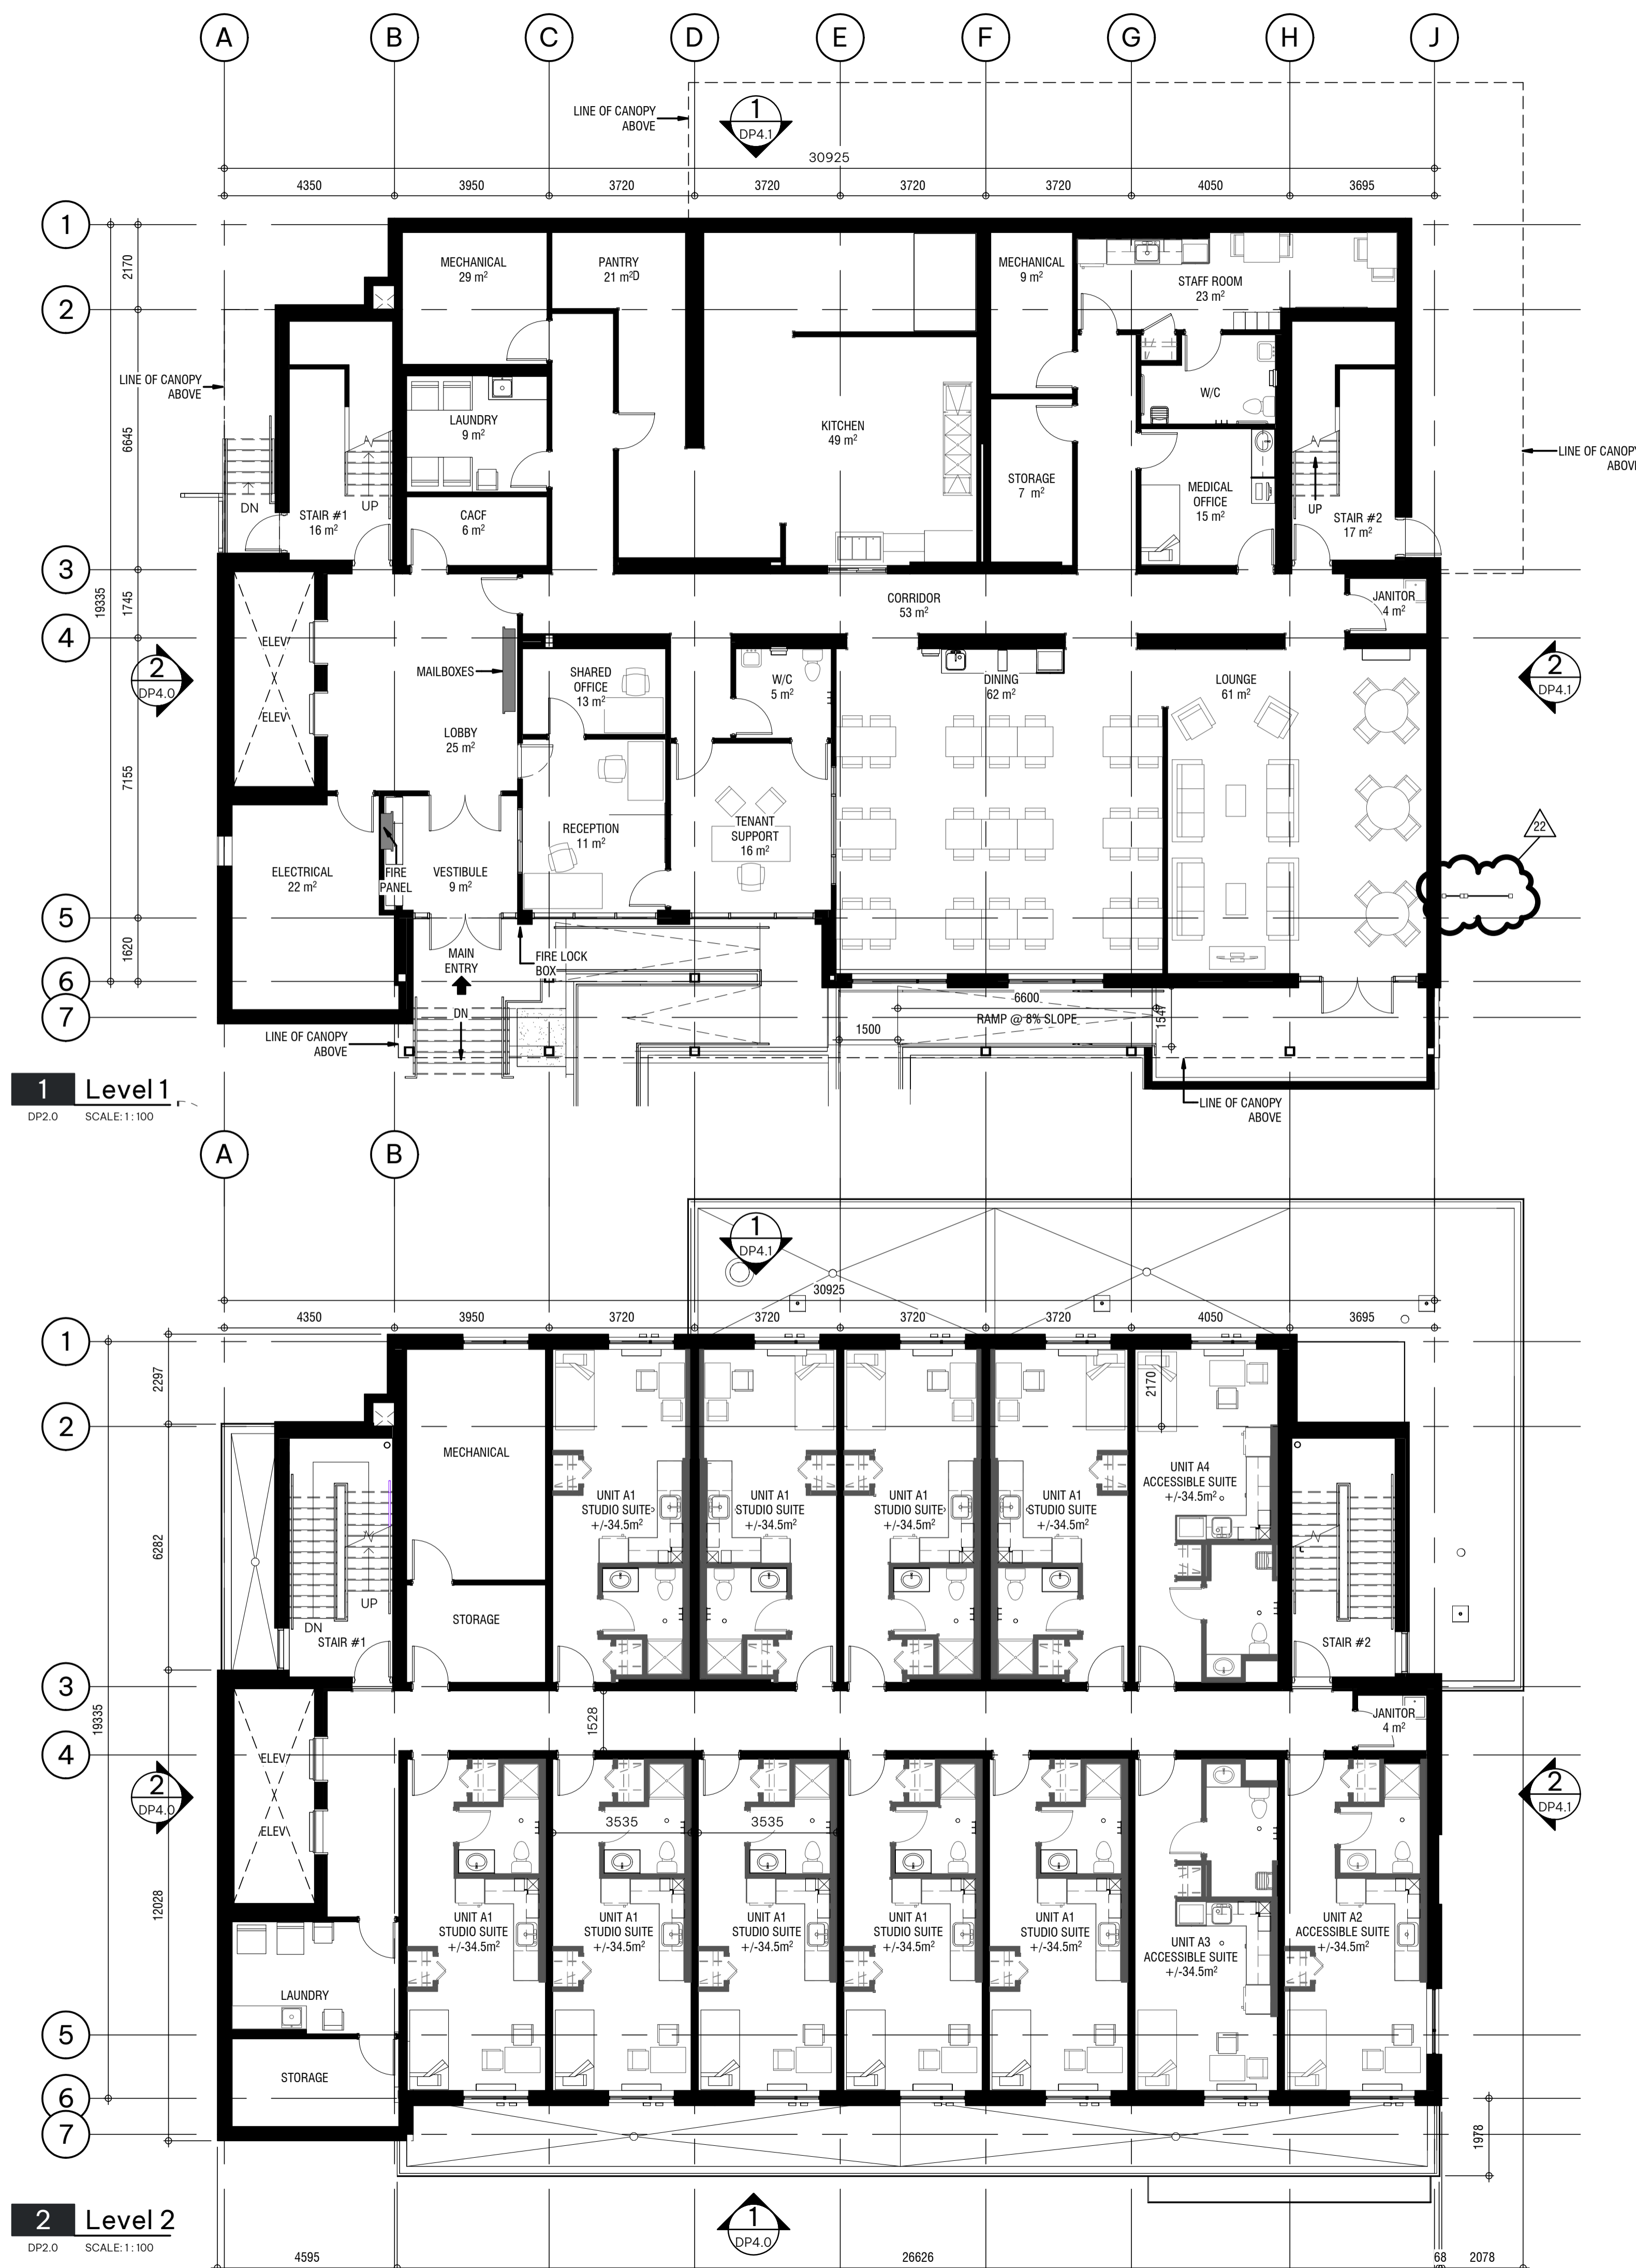 A B C D E F G H J
LINE OF CANOPY
ABOVE
1
DP4.1
30925
4350 3950 3720 3720 3720 3720 4050 3695
1
2170
MECHANICAL
29 m²
PANTRY
21 m²D
MECHANICAL
9 m²
STAFF ROOM
23 m²
2
LINE OF CANOPY
ABOVE
W/C
LAUNDRY
9 m²
KITCHEN
49 m²
6645
LINE OF CANOPY
ABOVE
STORAGE
7 m²
MEDICAL
OFFICE
15 m²
DN
UP
STAIR #1
16 m²
CACF
6 m²
UP
STAIR #2
17 m²
3
19335
1745
CORRIDOR
53 m²
JANITOR
4 m²
4
ELEV
ELEV
2
DP4.0
MAILBOXES
SHARED
OFFICE
13 m²
W/C
5 m²
DINING
62 m²
LOUNGE
61 m²
2
DP4.1
LOBBY
25 m²
7155
RECEPTION
11 m²
TENANT
SUPPORT
16 m²
22
ELECTRICAL
22 m²
FIRE
PANEL
VESTIBULE
9 m²
5
1620
MAIN
ENTRY
FIRE LOCK
BOX
6
6600
7
DN
1500
RAMP @ 8% SLOPE
1547
LINE OF CANOPY
ABOVE
LINE OF CANOPY
ABOVE
1 Level 1
DP2.0 SCALE: 1 : 100
A B
1
DP4.1
30925
4350 3950 3720 3720 3720 3720 4050 3695
1
2297
2170
2
MECHANICAL
UNIT A1
STUDIO SUITE
+/-34.5m²
UNIT A1
STUDIO SUITE
+/-34.5m²
UNIT A1
STUDIO SUITE
+/-34.5m²
UNIT A1
STUDIO SUITE
+/-34.5m²
UNIT A4
ACCESSIBLE SUITE
+/-34.5m²
6282
UP
DN
STAIR #1
STORAGE
STAIR #2
3
19335
1528
JANITOR
4 m²
4
ELEV
ELEV
2
DP4.0
2
DP4.1
3535 3535
12028
UNIT A1
STUDIO SUITE
+/-34.5m²
UNIT A1
STUDIO SUITE
+/-34.5m²
UNIT A1
STUDIO SUITE
+/-34.5m²
UNIT A1
STUDIO SUITE
+/-34.5m²
UNIT A1
STUDIO SUITE
+/-34.5m²
UNIT A3
ACCESSIBLE SUITE
+/-34.5m²
UNIT A2
ACCESSIBLE SUITE
+/-34.5m²
LAUNDRY
5
STORAGE
6
7
1978
2 Level 2
DP2.0 SCALE: 1 : 100
1
DP4.0
4595 26626 68 2078